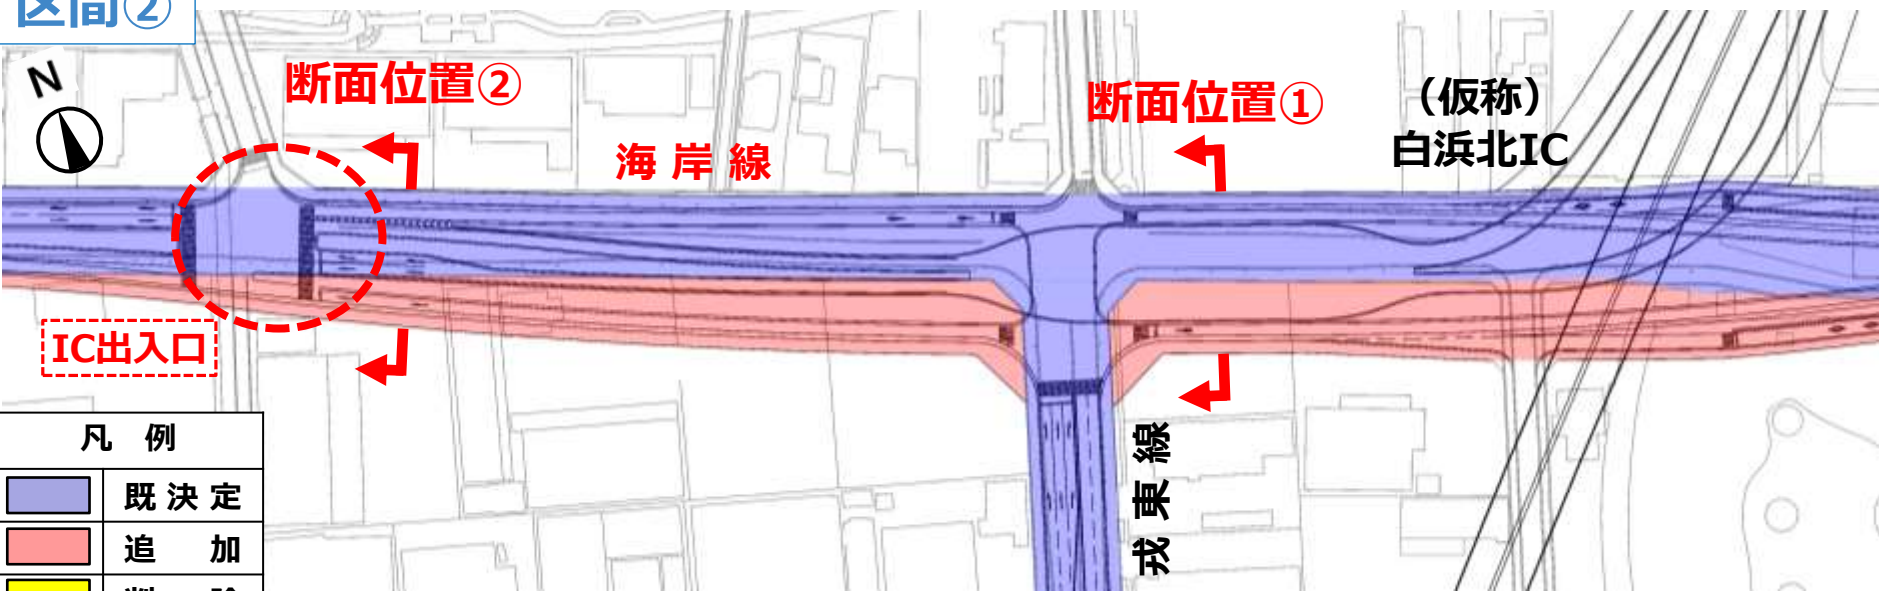 区間②
N
断面位置②
断面位置①
（仮称）
白浜北IC
海岸線
IC出入口
戎東線
凡例
既決定
追加